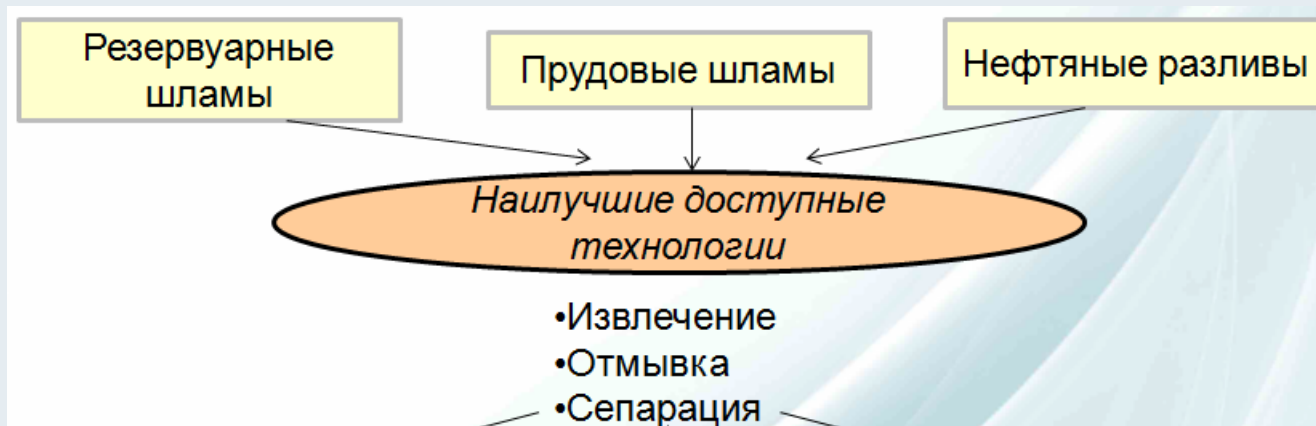 Резервуарные
шламы
Прудовые шламы
Нефтяные разливы
Наилучшие доступные
технологии
•Извлечение
•Отмывка
•Сепарация